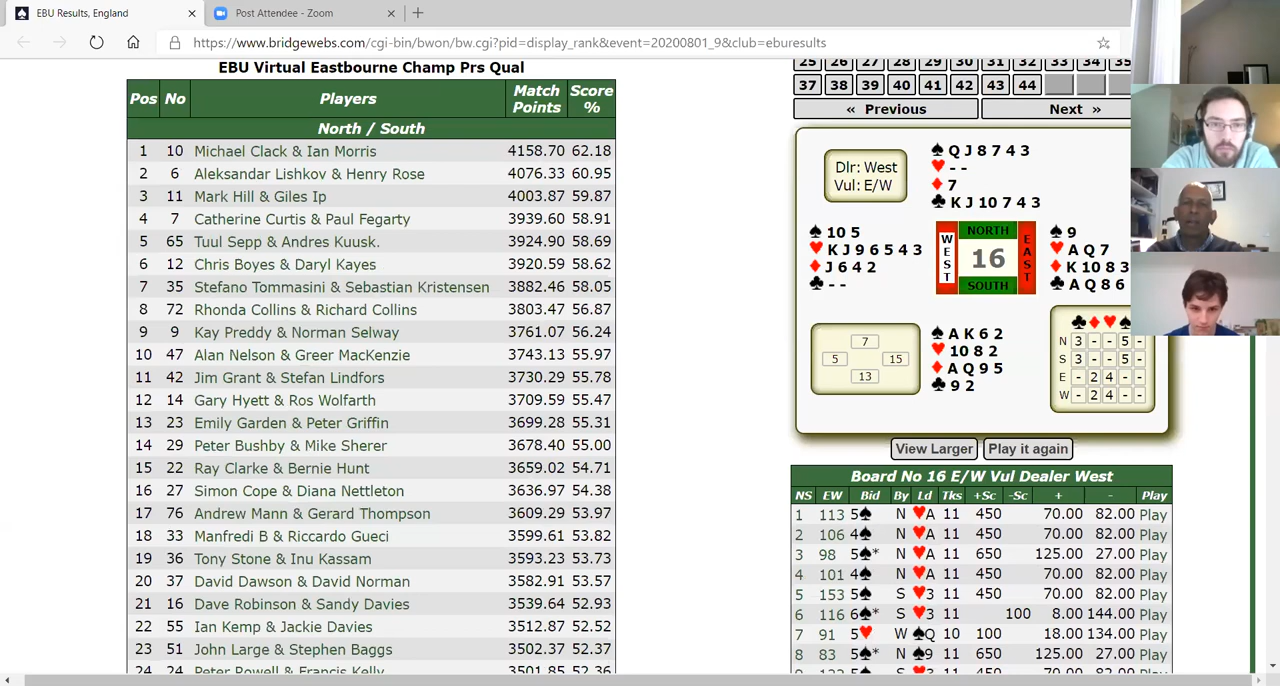 EBU Results, England
Post Attendee - Zoom
https://www.bridgewebs.com/cgi-bin/bwon/bw.cgi?pid=display_rank&event=20200801_9&club=eburesults
EBU Virtual Eastbourne Champ Prs Qual
Pos No Players Match Points Score %
North / South
1 10 Michael Clack & Ian Morris 4158.70 62.18
2 6 Aleksandar Lishkov & Henry Rose 4076.33 60.95
3 11 Mark Hill & Giles Ip 4003.87 59.87
4 7 Catherine Curtis & Paul Fegarty 3939.60 58.91
5 65 Tuul Sepp & Andres Kuusk. 3924.90 58.69
6 12 Chris Boyes & Daryl Kayes 3920.59 58.62
7 35 Stefano Tommasini & Sebastian Kristensen 3882.46 58.05
8 72 Rhonda Collins & Richard Collins 3803.47 56.87
9 9 Kay Preddy & Norman Selway 3761.07 56.24
10 47 Alan Nelson & Greer MacKenzie 3743.13 55.97
11 42 Jim Grant & Stefan Lindfors 3730.29 55.78
12 14 Gary Hyett & Ros Wolfarth 3709.59 55.47
13 23 Emily Garden & Peter Griffin 3699.28 55.31
14 29 Peter Bushby & Mike Sherer 3678.40 55.00
15 22 Ray Clarke & Bernie Hunt 3659.02 54.71
16 27 Simon Cope & Diana Nettleton 3636.97 54.38
17 76 Andrew Mann & Gerard Thompson 3609.29 53.97
18 33 Manfredi B & Riccardo Gueci 3599.61 53.82
19 36 Tony Stone & Inu Kassam 3593.23 53.73
20 37 David Dawson & David Norman 3582.91 53.57
21 16 Dave Robinson & Sandy Davies 3539.64 52.93
22 55 Ian Kemp & Jackie Davies 3512.87 52.52
23 51 John Large & Stephen Baggs 3502.37 52.37
24 24 Peter Rowell & Francis Kelly 3501.85 52.36
25 26 27 28 29 30 31 32 33 34 35
37 38 39 40 41 42 43 44
« Previous Next »
Dlr: West
Vul: E/W
♠ Q J 8 7 4 3
♥ - -
♦ 7
♣ K J 10 7 4 3
♠ 10 5
♥ K J 9 6 5 4 3
♦ J 6 4 2
♣ - -
WEST NORTH 16 SOUTH EAST
♠ 9
♥ A Q 7
♦ K 10 8 3
♣ A Q 8 6
7
5 15
13
♠ A K 6 2
♥ 10 8 2
♦ A Q 9 5
♣ 9 2
♣ ♦ ♥ ♠
N 3 - - 5 -
S 3 - - 5 -
E - 2 4 - -
W - 2 4 - -
View Larger Play it again
Board No 16 E/W Vul Dealer West
NS EW Bid By Ld Tks +Sc -Sc + - Play
1 113 5♠ N ♥A 11 450 70.00 82.00 Play
2 106 4♠ N ♥A 11 450 70.00 82.00 Play
3 98 5♠* N ♥A 11 650 125.00 27.00 Play
4 101 4♠ N ♥A 11 450 70.00 82.00 Play
5 153 5♠ S ♥3 11 450 70.00 82.00 Play
6 116 6♠* S ♥3 11 100 8.00 144.00 Play
7 91 5♥ W ♠Q 10 100 18.00 134.00 Play
8 83 5♠* N ♠9 11 650 125.00 27.00 Play